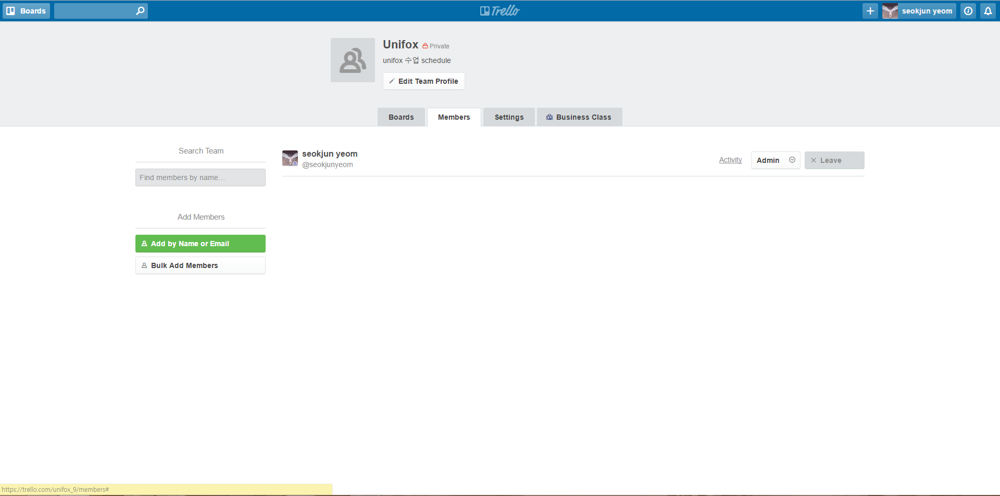 Boards
Trello
seokjun yeom
Unifox Private
unifox 수업 schedule
Edit Team Profile
Boards
Members
Settings
Business Class
Search Team
Find members by name…
Add Members
Add by Name or Email
Bulk Add Members
seokjun yeom
@seokjunyeom
Activity
Admin
Leave
https://trello.com/unifox_9/members#